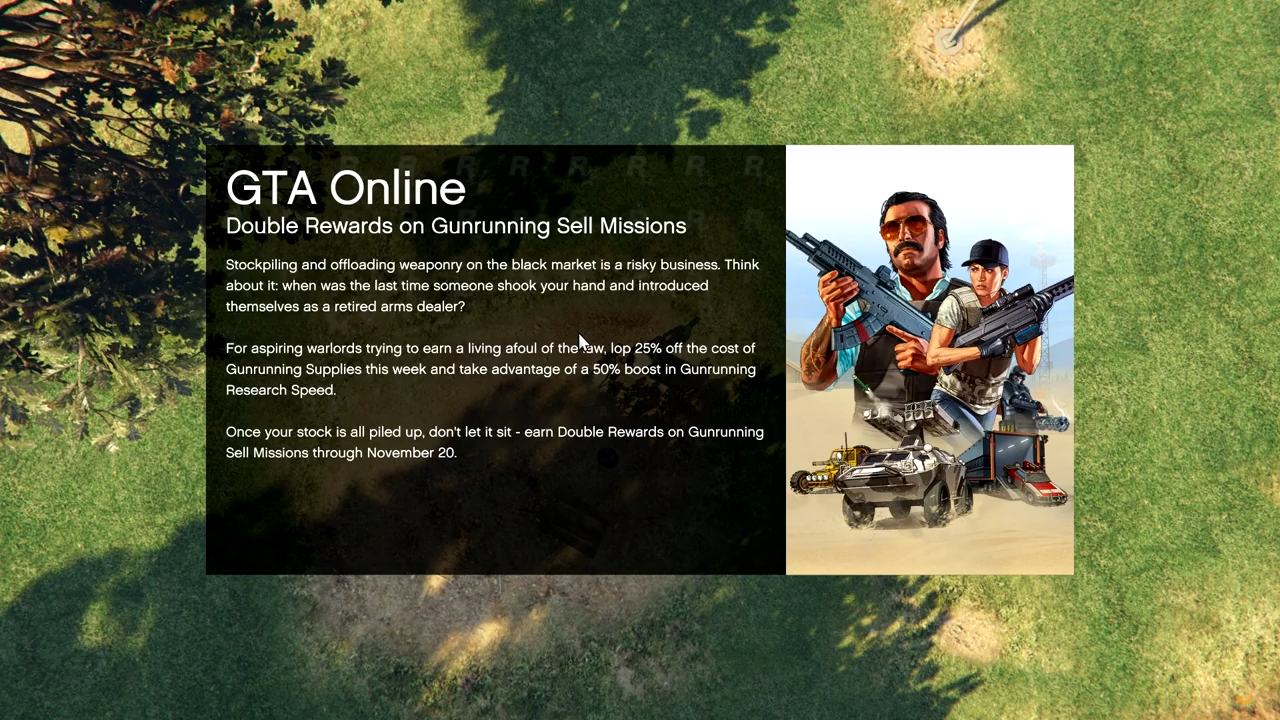 GTA Online
Double Rewards on Gunrunning Sell Missions
Stockpiling and offloading weaponry on the black market is a risky business. Think
about it: when was the last time someone shook your hand and introduced
themselves as a retired arms dealer?
For aspiring warlords trying to earn a living afoul of the law, lop 25% off the cost of
Gunrunning Supplies this week and take advantage of a 50% boost in Gunrunning
Research Speed.
Once your stock is all piled up, don't let it sit - earn Double Rewards on Gunrunning
Sell Missions through November 20.